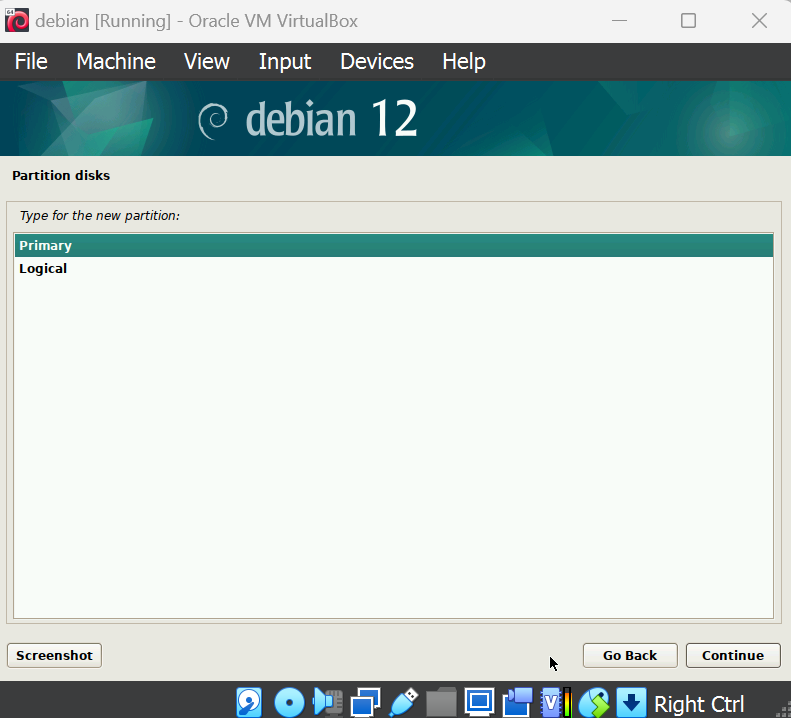 debian [Running] - Oracle VM VirtualBox
File Machine View Input Devices Help
debian 12
Partition disks
Type for the new partition:
Primary
Logical
Screenshot Go Back Continue
64
V
Right Ctrl